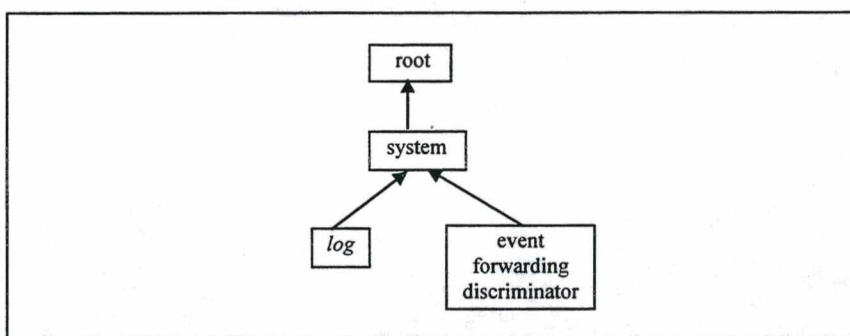 root
system
log
event
forwarding
discriminator